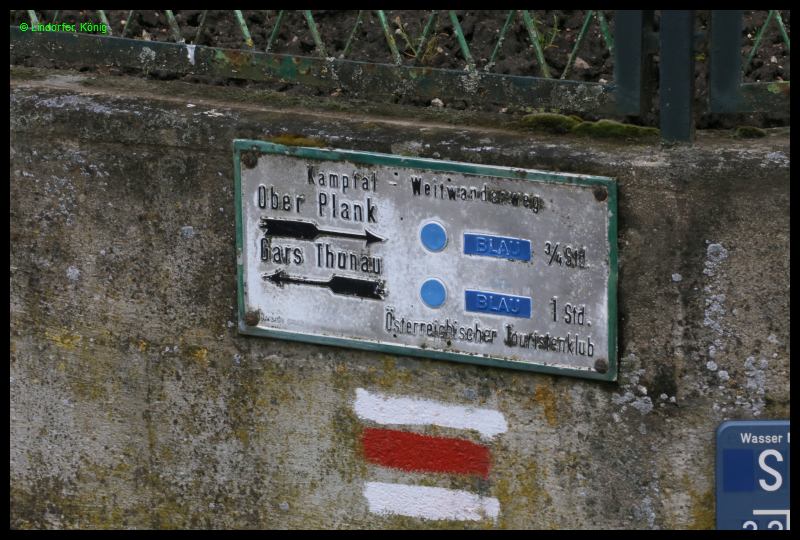 © Lindorfer, König
Kamptal - Weitwanderweg
Ober Plank
BLAU ¾ Std.
Gars Thunau
BLAU 1 Std.
Österreichischer Touristenklub
Wasser
S